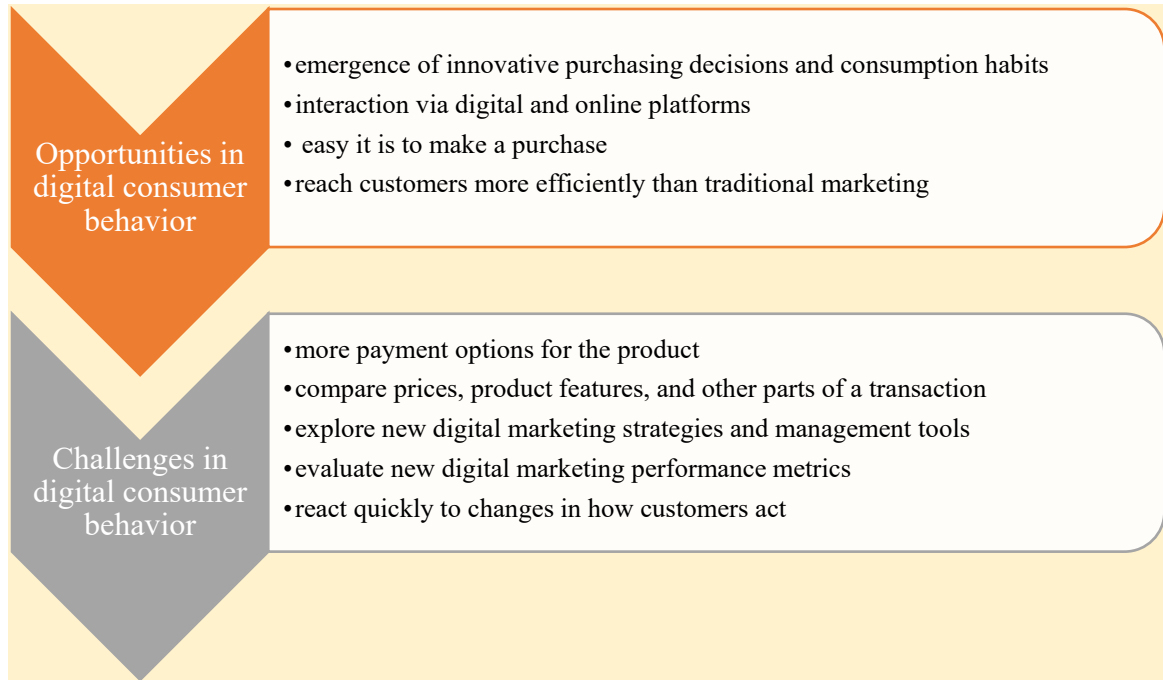 Opportunities in
digital consumer
behavior
•emergence of innovative purchasing decisions and consumption habits
•interaction via digital and online platforms
• easy it is to make a purchase
•reach customers more efficiently than traditional marketing
Challenges in
digital consumer
behavior
•more payment options for the product
•compare prices, product features, and other parts of a transaction
•explore new digital marketing strategies and management tools
•evaluate new digital marketing performance metrics
•react quickly to changes in how customers act